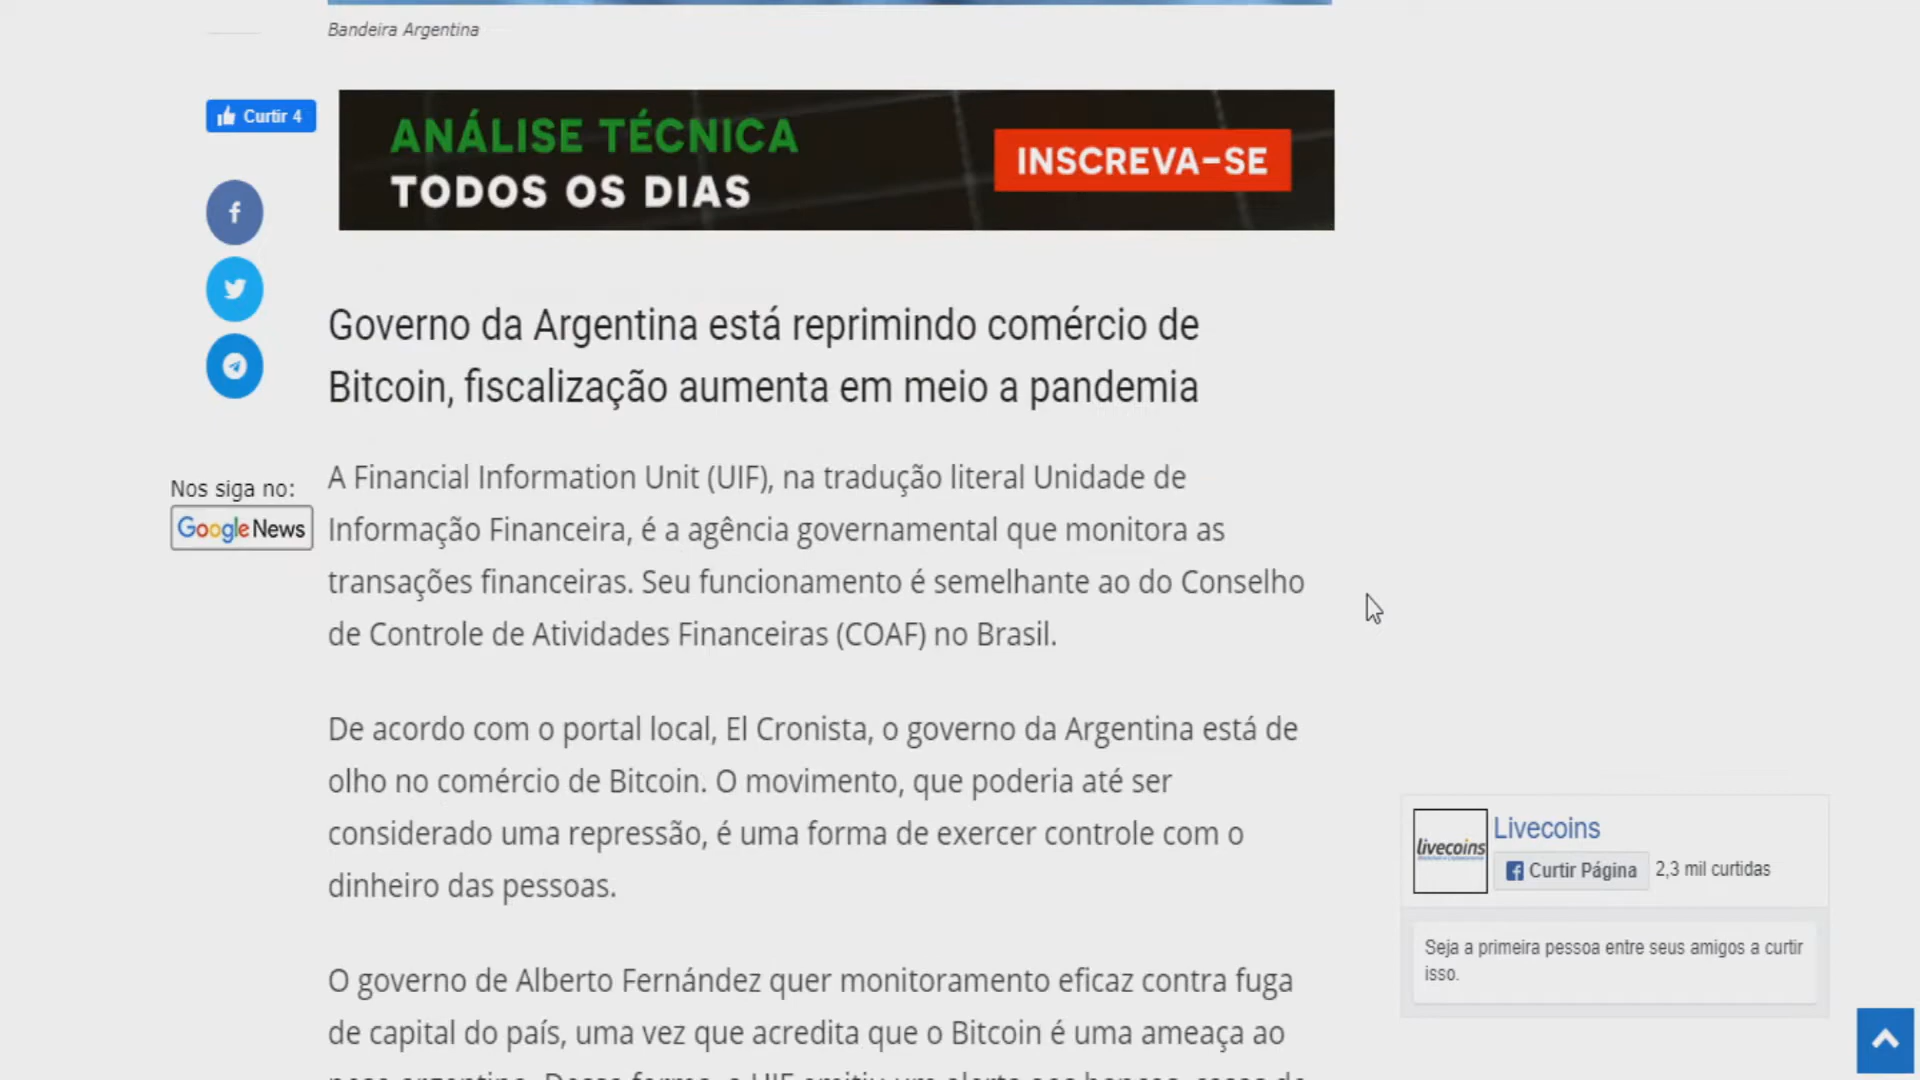 Bandeira Argentina
Curtir 4
ANÁLISE TÉCNICA
TODOS OS DIAS
INSCREVA-SE
Governo da Argentina está reprimindo comércio de
Bitcoin, fiscalização aumenta em meio a pandemia
Nos siga no:
Google News
A Financial Information Unit (UIF), na tradução literal Unidade de
Informação Financeira, é a agência governamental que monitora as
transações financeiras. Seu funcionamento é semelhante ao do Conselho
de Controle de Atividades Financeiras (COAF) no Brasil.
De acordo com o portal local, El Cronista, o governo da Argentina está de
olho no comércio de Bitcoin. O movimento, que poderia até ser
considerado uma repressão, é uma forma de exercer controle com o
dinheiro das pessoas.
O governo de Alberto Fernández quer monitoramento eficaz contra fuga
de capital do país, uma vez que acredita que o Bitcoin é uma ameaça ao
livecoins
Livecoins
Curtir Página
2,3 mil curtidas
Seja a primeira pessoa entre seus amigos a curtir
isso.